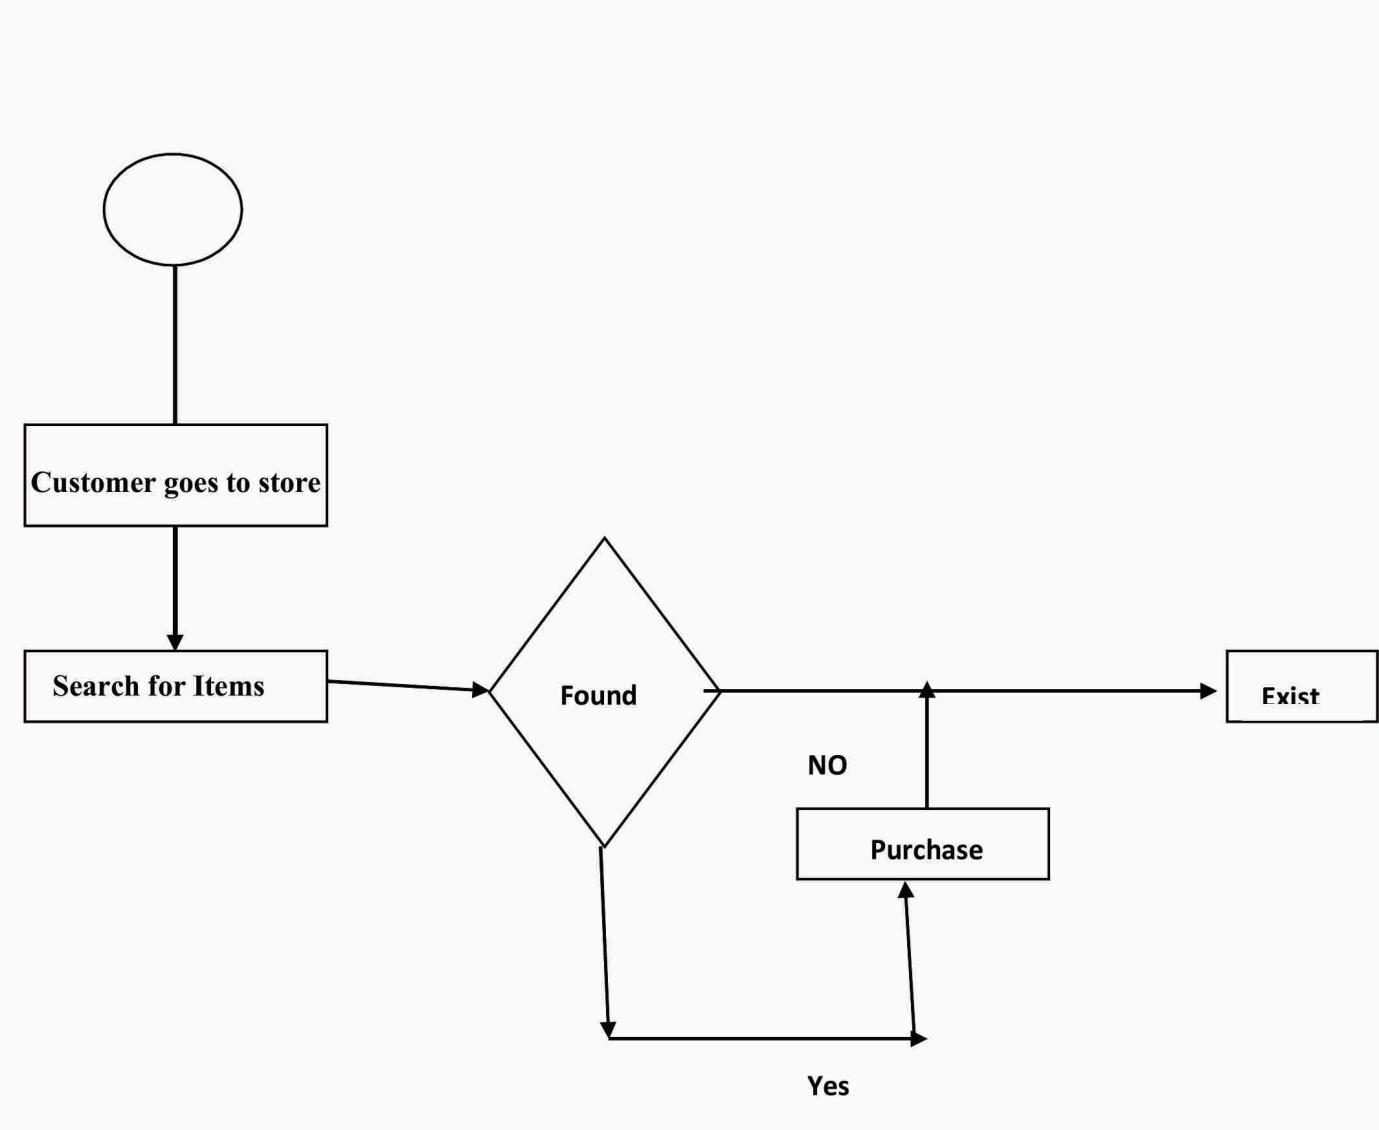 Customer goes to store
Search for Items
Found
Exist
NO
Purchase
Yes